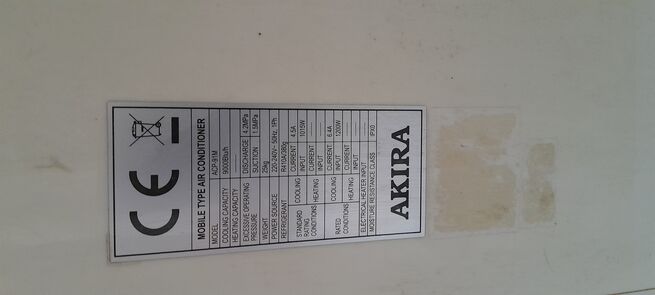 MOBILE TYPE AIR CONDITIONER
MODEL ACP-91M
COOLING CAPACITY 9000Btu/h
HEATING CAPACITY ——
EXCESSIVE OPERATING PRESSURE DISCHARGE 4.2MPa
SUCTION 1.5MPa
WEIGHT 25kg
POWER SOURCE 220-240V~ 50Hz, 1Ph
REFRIGERANT R410A/380g
STANDARD RATING CONDITIONS COOLING CURRENT 4.5A
INPUT 1015W
HEATING CURRENT ——
INPUT ——
RATED CONDITIONS COOLING CURRENT 6.4A
INPUT 1200W
HEATING CURRENT ——
INPUT ——
ELECTRICAL HEATER INPUT ——
MOISTURE RESISTANCE CLASS IPX0
AKIRA
CE